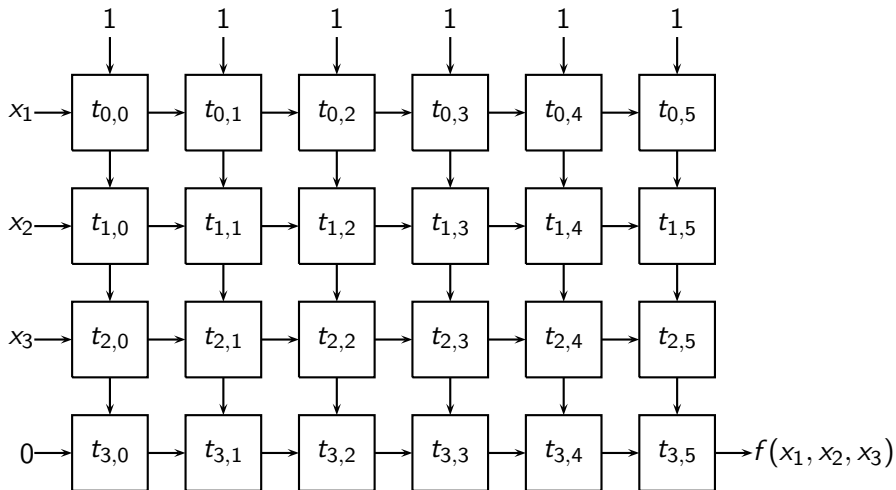 1 1 1 1 1 1
x₁ t₀,₀ t₀,₁ t₀,₂ t₀,₃ t₀,₄ t₀,₅
x₂ t₁,₀ t₁,₁ t₁,₂ t₁,₃ t₁,₄ t₁,₅
x₃ t₂,₀ t₂,₁ t₂,₂ t₂,₃ t₂,₄ t₂,₅
0 t₃,₀ t₃,₁ t₃,₂ t₃,₃ t₃,₄ t₃,₅ f(x₁, x₂, x₃)